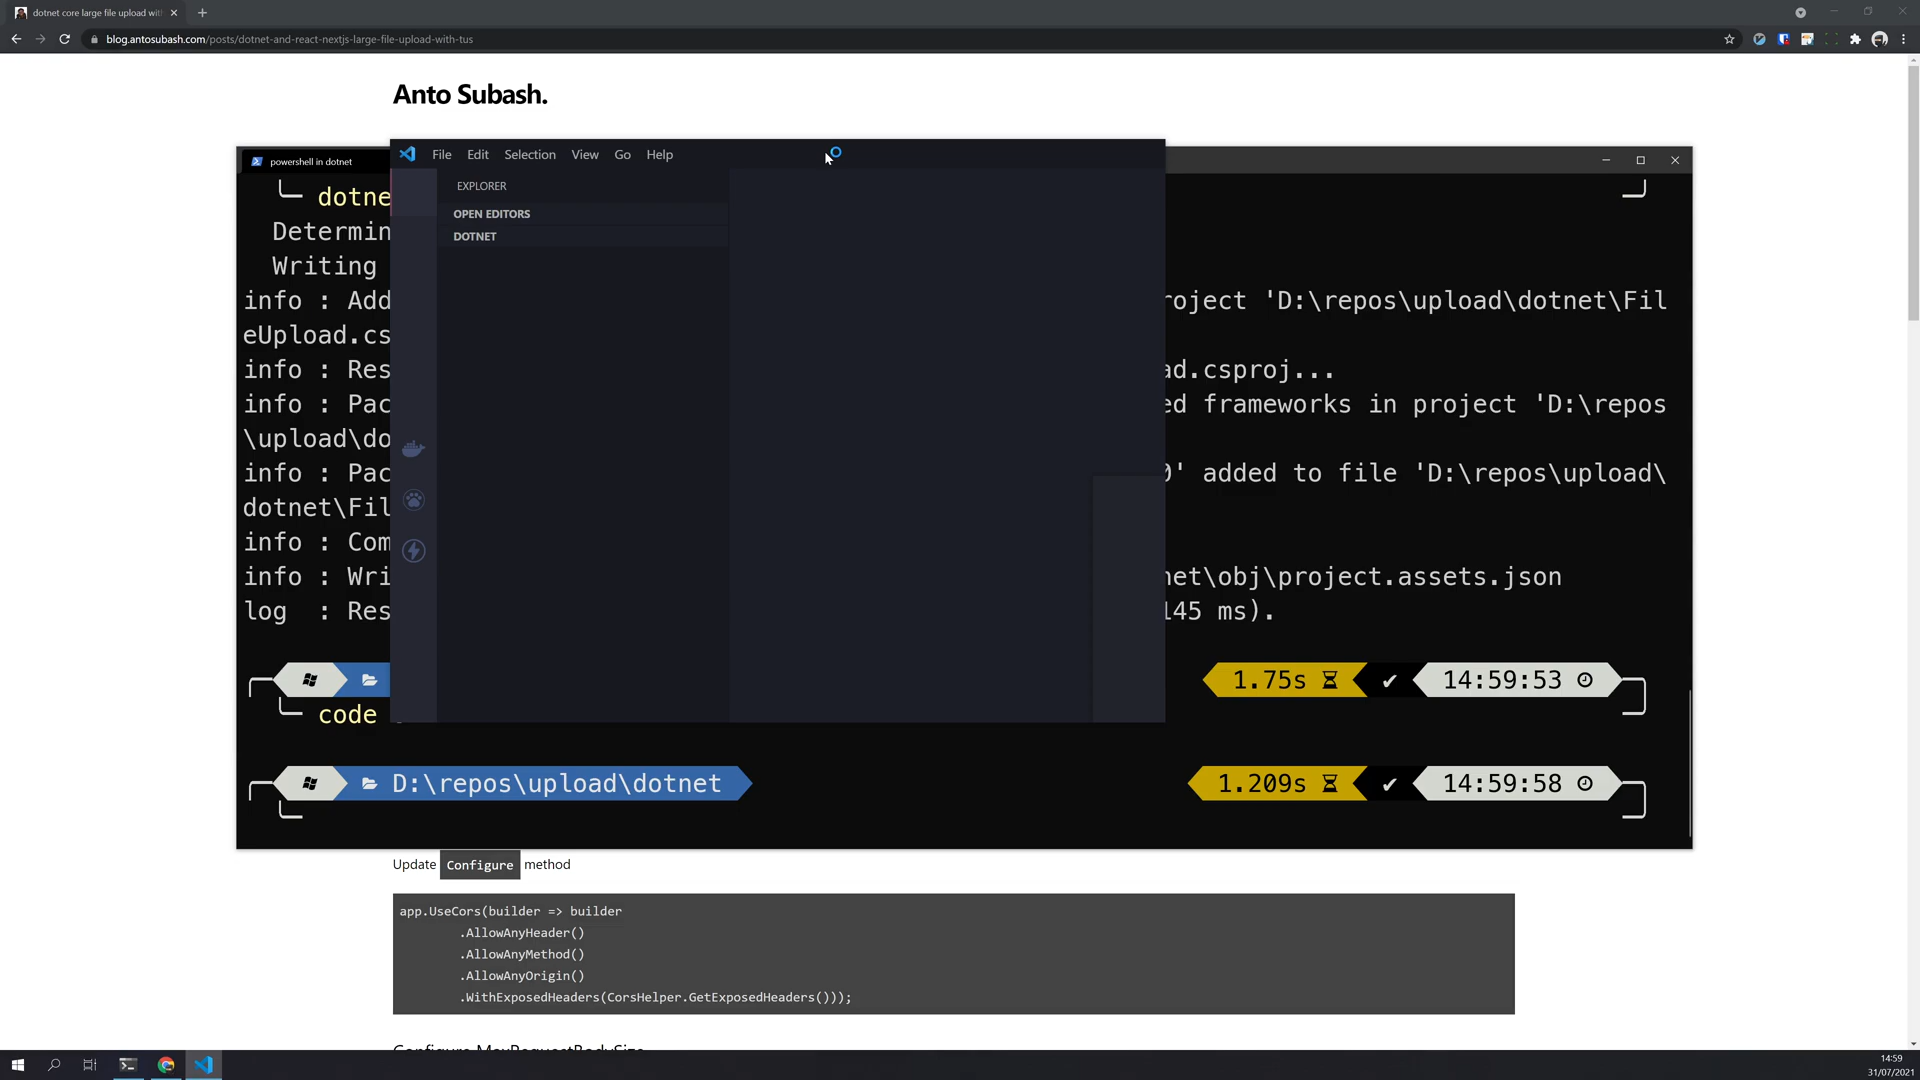 dotnet core large file upload wit
blog.antosubash.com/posts/dotnet-and-react-nextjs-large-file-upload-with-tus
Anto Subash.
powershell in dotnet
File Edit Selection View Go Help
EXPLORER
OPEN EDITORS
DOTNET
dotne
Determin
Writing
info : Add
roject 'D:\repos\upload\dotnet\Fil
eUpload.cs
info : Res
ad.csproj...
info : Pac
ed frameworks in project 'D:\repos
\upload\do
info : Pac
0' added to file 'D:\repos\upload\
dotnet\Fil
info : Com
info : Wri
net\obj\project.assets.json
log : Res
145 ms).
1.75s
14:59:53
code
D:\repos\upload\dotnet
1.209s
14:59:58
Update Configure method
app.UseCors(builder => builder
.AllowAnyHeader()
.AllowAnyMethod()
.AllowAnyOrigin()
.WithExposedHeaders(CorsHelper.GetExposedHeaders()));
Configure MaxRequestBodySize
14:59
31/07/2021